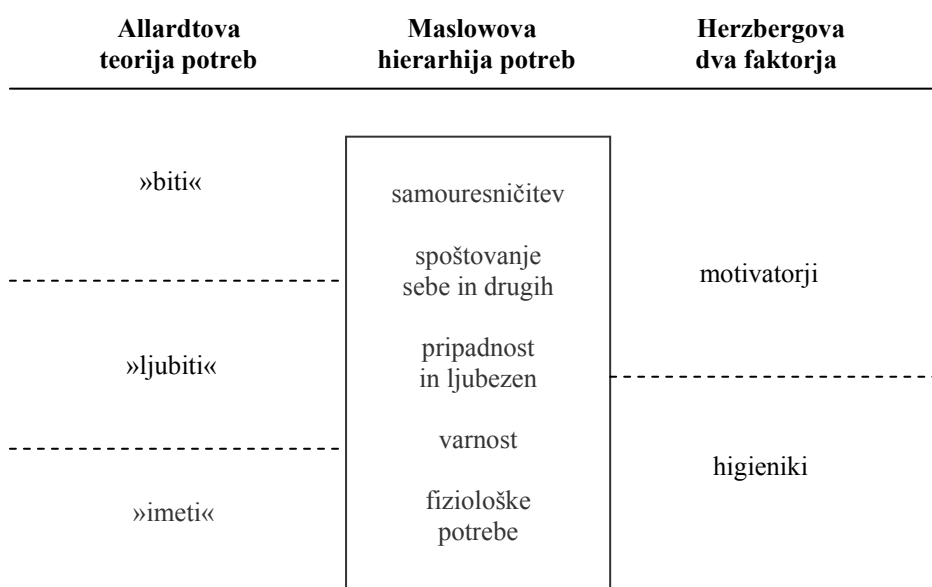 Allardtova
teorija potreb
Maslowova
hierarhija potreb
Herzbergova
dva faktorja
»biti«
samouresničitev
spoštovanje
sebe in drugih
motivatorji
»ljubiti«
pripadnost
in ljubezen
varnost
higieniki
»imeti«
fiziološke
potrebe